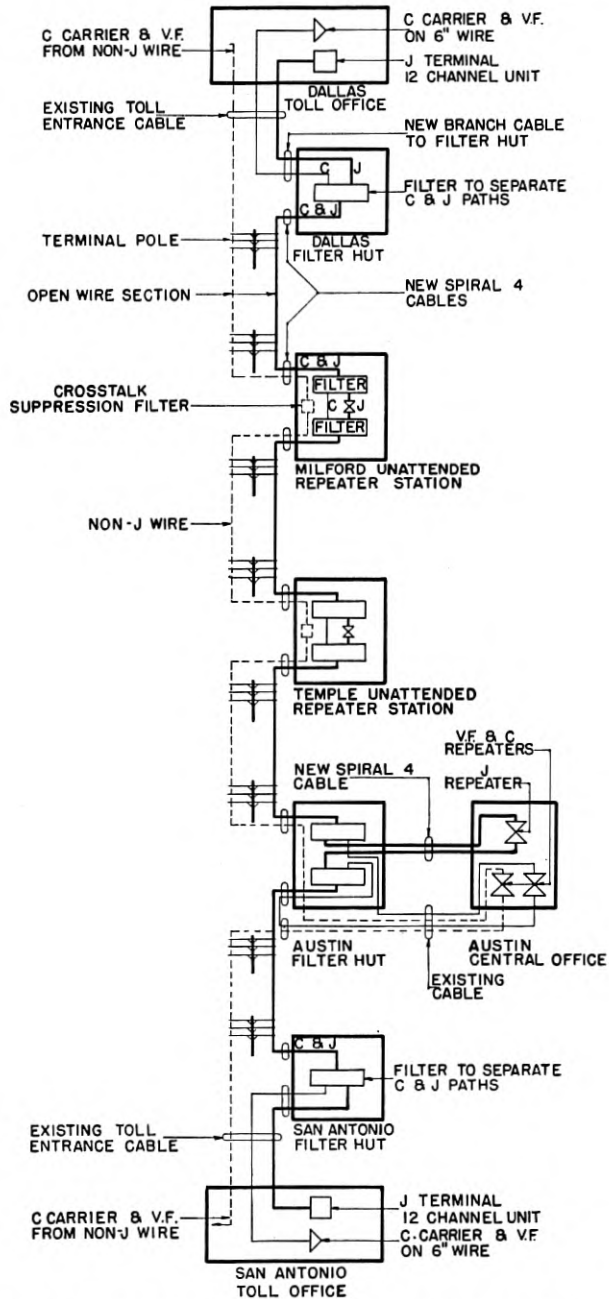 C CARRIER & V.F.
FROM NON-J WIRE
C CARRIER & V.F.
ON 6" WIRE
J TERMINAL
12 CHANNEL UNIT
DALLAS
TOLL OFFICE
EXISTING TOLL
ENTRANCE CABLE
NEW BRANCH CABLE
TO FILTER HUT
C
J
FILTER TO SEPARATE
C & J PATHS
C & J
DALLAS
FILTER HUT
TERMINAL POLE
OPEN WIRE SECTION
NEW SPIRAL 4
CABLES
C & J
FILTER
C
J
FILTER
CROSSTALK
SUPPRESSION FILTER
MILFORD UNATTENDED
REPEATER STATION
NON-J WIRE
TEMPLE UNATTENDED
REPEATER STATION
V.F. & C
REPEATERS
NEW SPIRAL 4
CABLE
J
REPEATER
AUSTIN
FILTER HUT
AUSTIN
CENTRAL OFFICE
EXISTING
CABLE
C & J
FILTER TO SEPARATE
C & J PATHS
SAN ANTONIO
FILTER HUT
EXISTING TOLL
ENTRANCE CABLE
C CARRIER & V.F.
FROM NON-J WIRE
J TERMINAL
12 CHANNEL UNIT
C-CARRIER & V.F
ON 6" WIRE
SAN ANTONIO
TOLL OFFICE